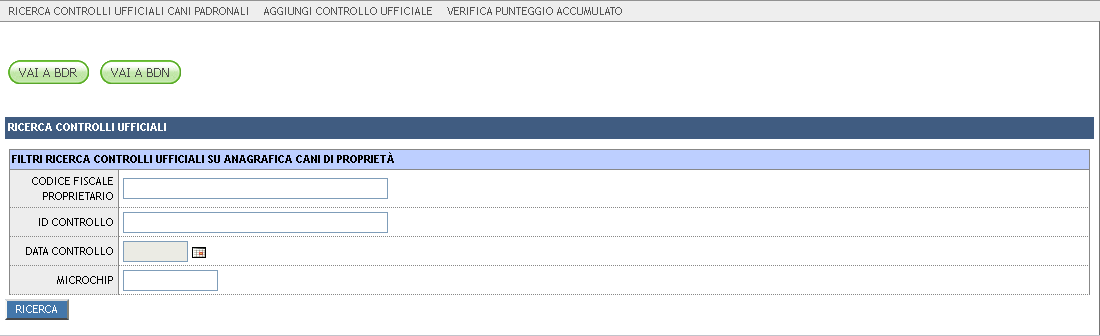 RICERCA CONTROLLI UFFICIALI CANI PADRONALI AGGIUNGI CONTROLLO UFFICIALE VERIFICA PUNTEGGIO ACCUMULATO
VAI A BDR VAI A BDN
RICERCA CONTROLLI UFFICIALI
FILTRI RICERCA CONTROLLI UFFICIALI SU ANAGRAFICA CANI DI PROPRIETÀ
CODICE FISCALE
PROPRIETARIO
ID CONTROLLO
DATA CONTROLLO
MICROCHIP
RICERCA